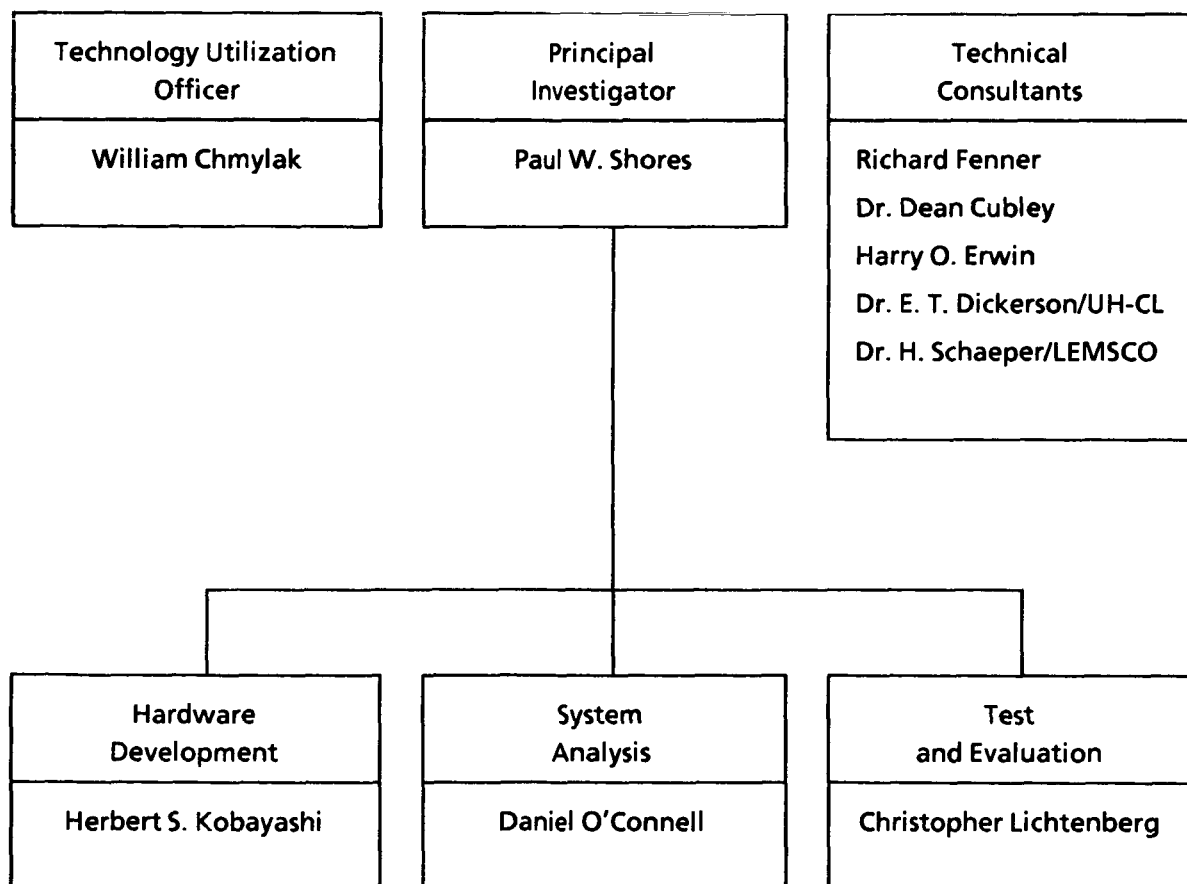 Technology Utilization
Officer
William Chmylak
Principal
Investigator
Paul W. Shores
Technical
Consultants
Richard Fenner
Dr. Dean Cubley
Harry O. Erwin
Dr. E. T. Dickerson/UH-CL
Dr. H. Schaeper/LEMSCO
Hardware
Development
Herbert S. Kobayashi
System
Analysis
Daniel O'Connell
Test
and Evaluation
Christopher Lichtenberg